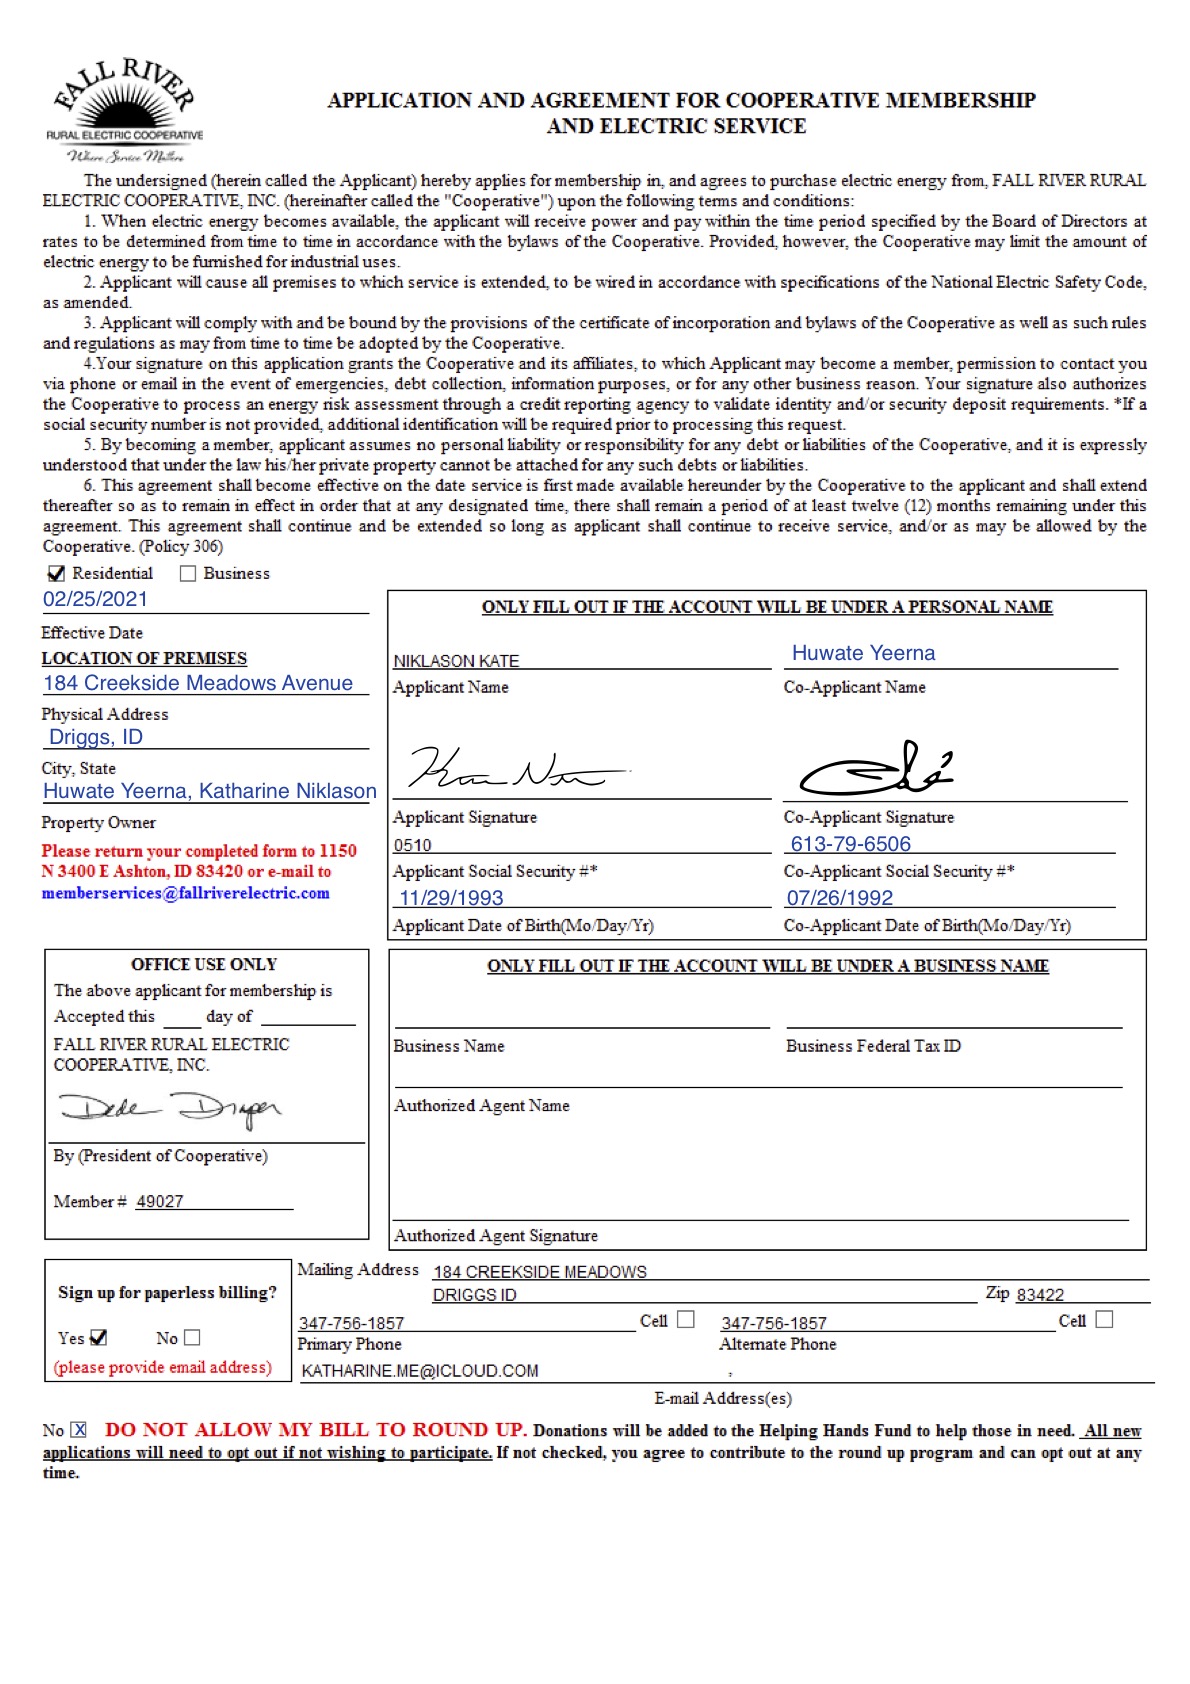 FALL RIVER
RURAL ELECTRIC COOPERATIVE
Where Service Matters
APPLICATION AND AGREEMENT FOR COOPERATIVE MEMBERSHIP
AND ELECTRIC SERVICE
The undersigned (herein called the Applicant) hereby applies for membership in, and agrees to purchase electric energy from, FALL RIVER RURAL
ELECTRIC COOPERATIVE, INC. (hereinafter called the "Cooperative") upon the following terms and conditions:
1. When electric energy becomes available, the applicant will receive power and pay within the time period specified by the Board of Directors at
rates to be determined from time to time in accordance with the bylaws of the Cooperative. Provided, however, the Cooperative may limit the amount of
electric energy to be furnished for industrial uses.
2. Applicant will cause all premises to which service is extended, to be wired in accordance with specifications of the National Electric Safety Code,
as amended.
3. Applicant will comply with and be bound by the provisions of the certificate of incorporation and bylaws of the Cooperative as well as such rules
and regulations as may from time to time be adopted by the Cooperative.
4.Your signature on this application grants the Cooperative and its affiliates, to which Applicant may become a member, permission to contact you
via phone or email in the event of emergencies, debt collection, information purposes, or for any other business reason. Your signature also authorizes
the Cooperative to process an energy risk assessment through a credit reporting agency to validate identity and/or security deposit requirements. *If a
social security number is not provided, additional identification will be required prior to processing this request.
5. By becoming a member, applicant assumes no personal liability or responsibility for any debt or liabilities of the Cooperative, and it is expressly
understood that under the law his/her private property cannot be attached for any such debts or liabilities.
6. This agreement shall become effective on the date service is first made available hereunder by the Cooperative to the applicant and shall extend
thereafter so as to remain in effect in order that at any designated time, there shall remain a period of at least twelve (12) months remaining under this
agreement. This agreement shall continue and be extended so long as applicant shall continue to receive service, and/or as may be allowed by the
Cooperative. (Policy 306)
Residential Business
02/25/2021
Effective Date
LOCATION OF PREMISES
184 Creekside Meadows Avenue
Physical Address
Driggs, ID
City, State
Huwate Yeerna, Katharine Niklason
Property Owner
Please return your completed form to 1150
N 3400 E Ashton, ID 83420 or e-mail to
memberservices@fallriverelectric.com
ONLY FILL OUT IF THE ACCOUNT WILL BE UNDER A PERSONAL NAME
NIKLASON KATE Huwate Yeerna
Applicant Name Co-Applicant Name
Applicant Signature Co-Applicant Signature
0510 613-79-6506
Applicant Social Security #* Co-Applicant Social Security #*
11/29/1993 07/26/1992
Applicant Date of Birth(Mo/Day/Yr) Co-Applicant Date of Birth(Mo/Day/Yr)
OFFICE USE ONLY
The above applicant for membership is
Accepted this ____ day of __________
FALL RIVER RURAL ELECTRIC
COOPERATIVE, INC.
Dede Draper
By (President of Cooperative)
Member # 49027
ONLY FILL OUT IF THE ACCOUNT WILL BE UNDER A BUSINESS NAME
Business Name Business Federal Tax ID
Authorized Agent Name
Authorized Agent Signature
Sign up for paperless billing?
Yes No
(please provide email address)
Mailing Address 184 CREEKSIDE MEADOWS
DRIGGS ID Zip 83422
347-756-1857 Cell 347-756-1857 Cell
Primary Phone Alternate Phone
KATHARINE.ME@ICLOUD.COM ,
E-mail Address(es)
No X DO NOT ALLOW MY BILL TO ROUND UP. Donations will be added to the Helping Hands Fund to help those in need. All new
applications will need to opt out if not wishing to participate. If not checked, you agree to contribute to the round up program and can opt out at any
time.